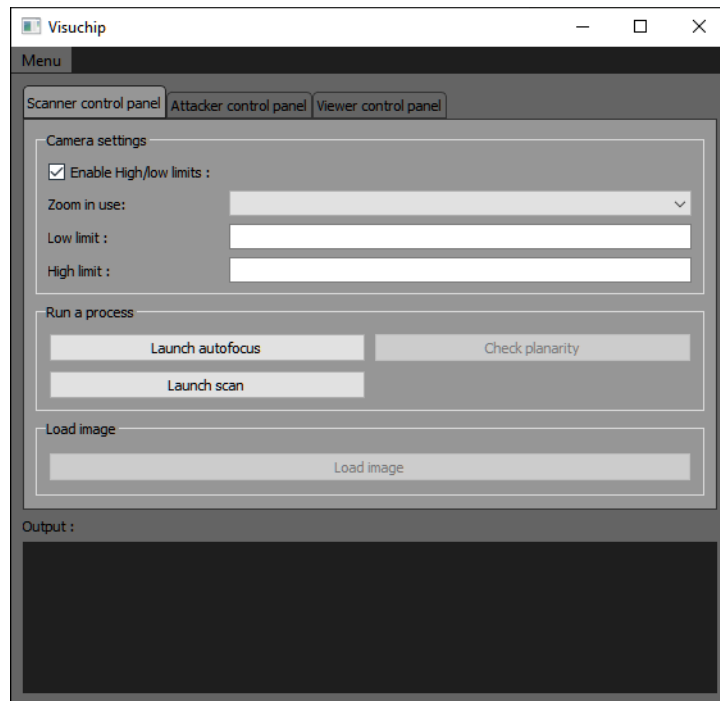 Visuchip
Menu
Scanner control panel Attacker control panel Viewer control panel
Camera settings
Enable High/low limits :
Zoom in use:
Low limit :
High limit :
Run a process
Launch autofocus Check planarity
Launch scan
Load image
Load image
Output :